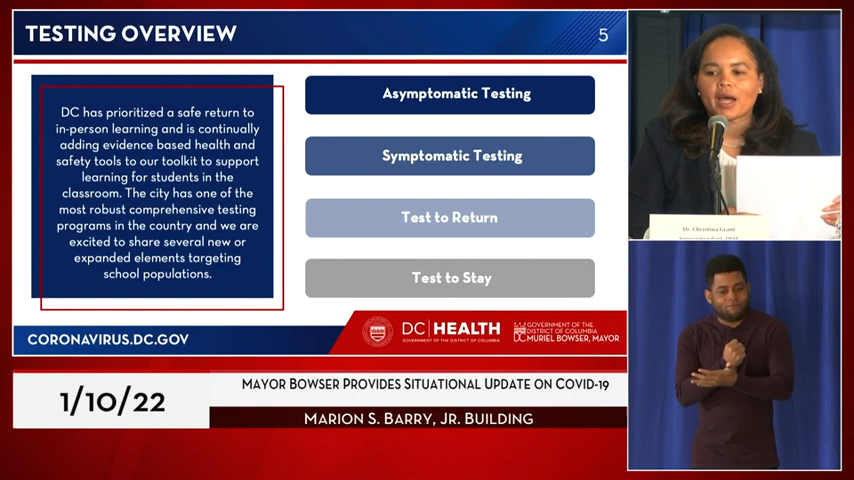 TESTING OVERVIEW
5
DC has prioritized a safe return to
in-person learning and is continually
adding evidence based health and
safety tools to our toolkit to support
learning for students in the
classroom. The city has one of the
most robust comprehensive testing
programs in the country and we are
excited to share several new or
expanded elements targeting
school populations.
Asymptomatic Testing
Symptomatic Testing
Test to Return
Test to Stay
CORONAVIRUS.DC.GOV
DC HEALTH
GOVERNMENT OF THE DISTRICT OF COLUMBIA
GOVERNMENT OF THE
DISTRICT OF COLUMBIA
DC MURIEL BOWSER, MAYOR
Dr. Christina Grant
1/10/22
MAYOR BOWSER PROVIDES SITUATIONAL UPDATE ON COVID-19
MARION S. BARRY, JR. BUILDING